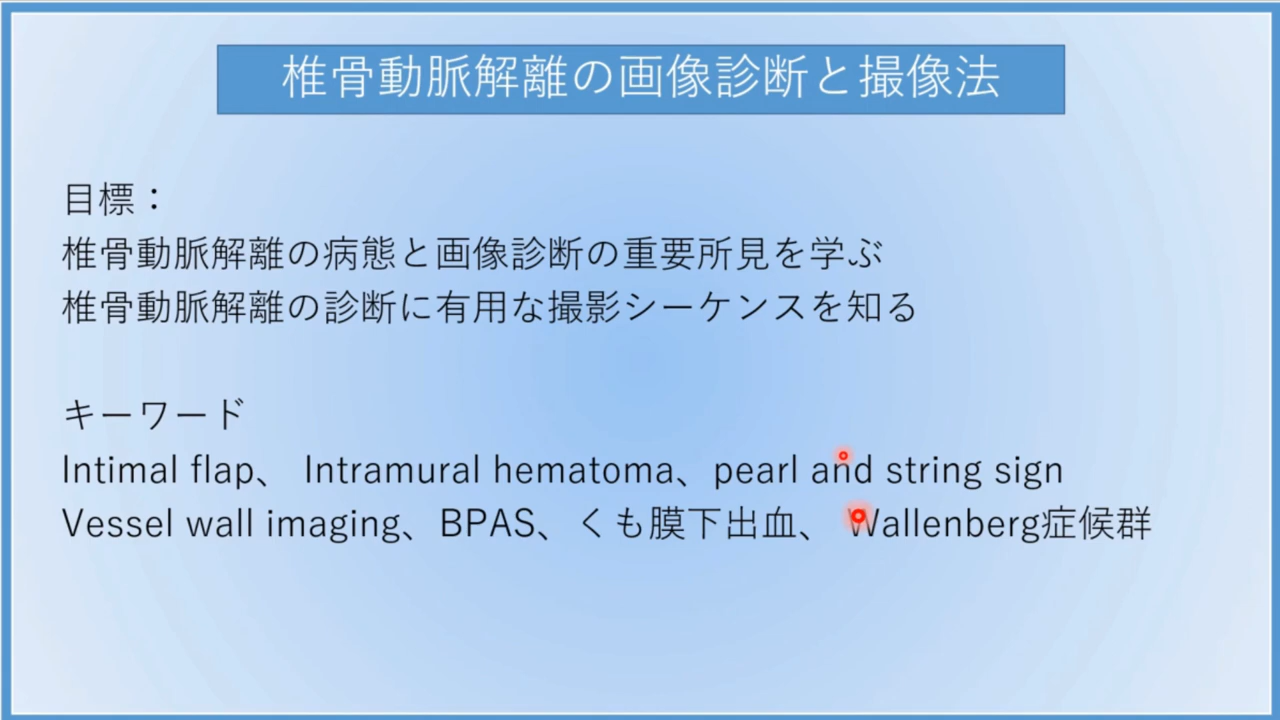 椎骨動脈解離の画像診断と撮像法
目標：
椎骨動脈解離の病態と画像診断の重要所見を学ぶ
椎骨動脈解離の診断に有用な撮影シーケンスを知る
キーワード
Intimal flap、 Intramural hematoma、pearl and string sign
Vessel wall imaging、BPAS、くも膜下出血、 Wallenberg症候群